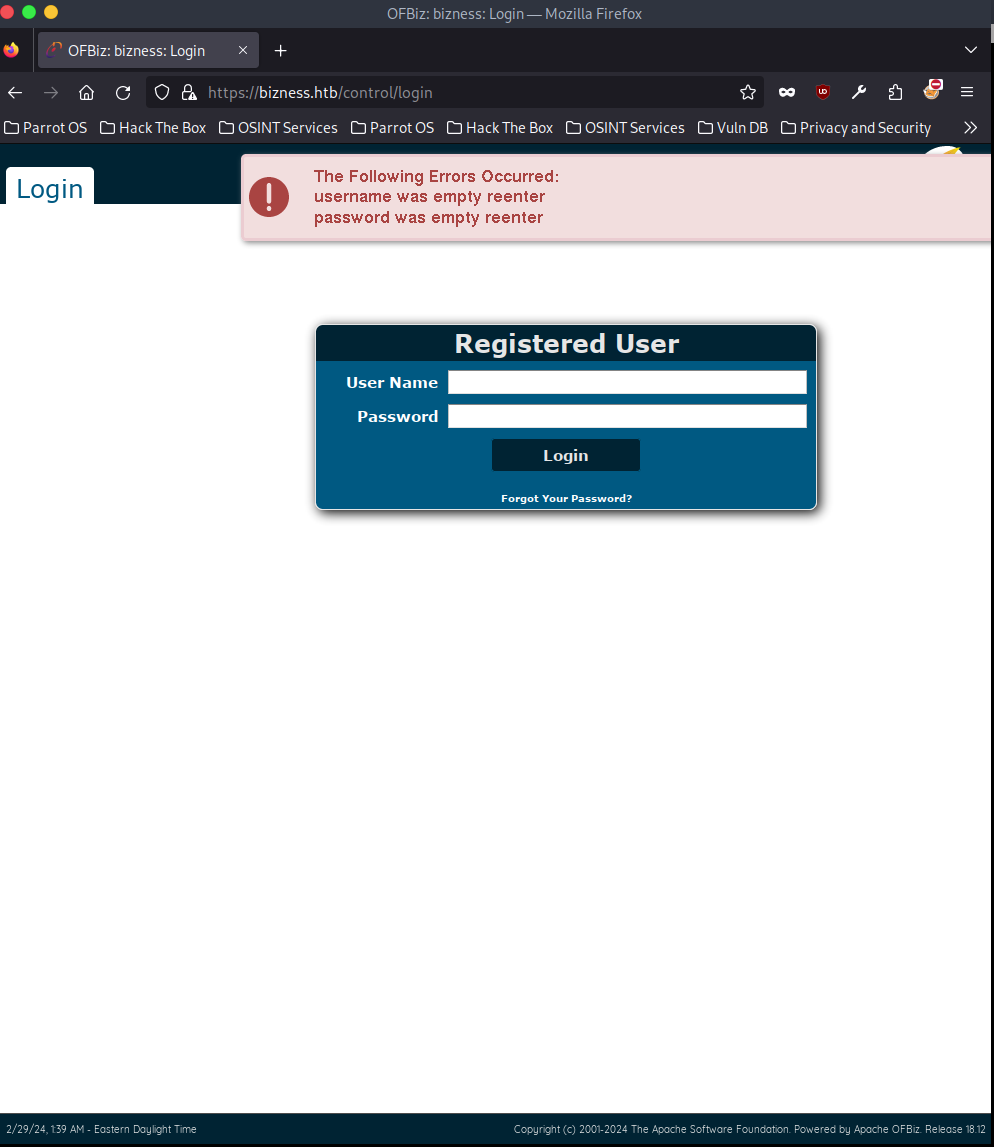 OFBiz: bizness: Login — Mozilla Firefox
OFBiz: bizness: Login
https://bizness.htb/control/login
Parrot OS Hack The Box OSINT Services Parrot OS Hack The Box OSINT Services Vuln DB Privacy and Security
Login
The Following Errors Occurred:
username was empty reenter
password was empty reenter
Registered User
User Name
Password
Login
Forgot Your Password?
2/29/24, 1:39 AM - Eastern Daylight Time
Copyright (c) 2001-2024 The Apache Software Foundation. Powered by Apache OFBiz. Release 18.12